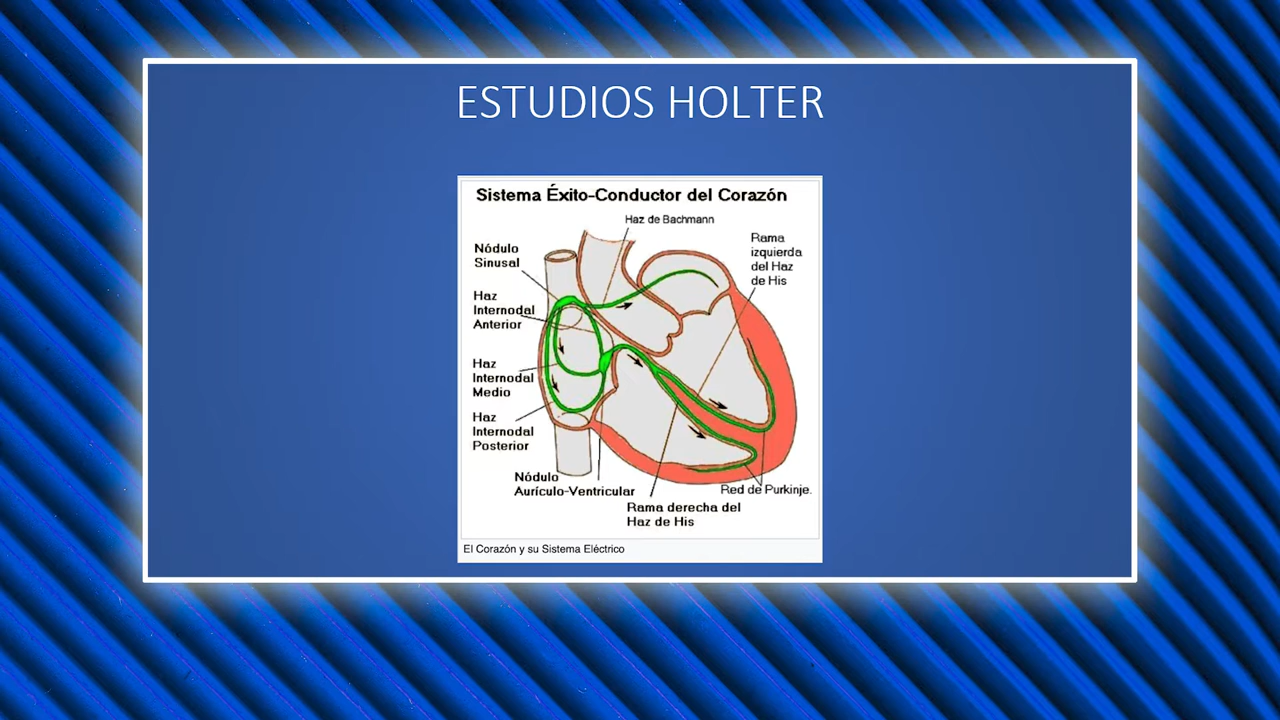 ESTUDIOS HOLTER
Sistema Éxito-Conductor del Corazón
Haz de Bachmann
Nódulo
Sinusal
Rama
izquierda
del Haz
de His
Haz
Internodal
Anterior
Haz
Internodal
Medio
Haz
Internodal
Posterior
Nódulo
Aurículo-Ventricular
Red de Purkinje.
Rama derecha del
Haz de His
El Corazón y su Sistema Eléctrico